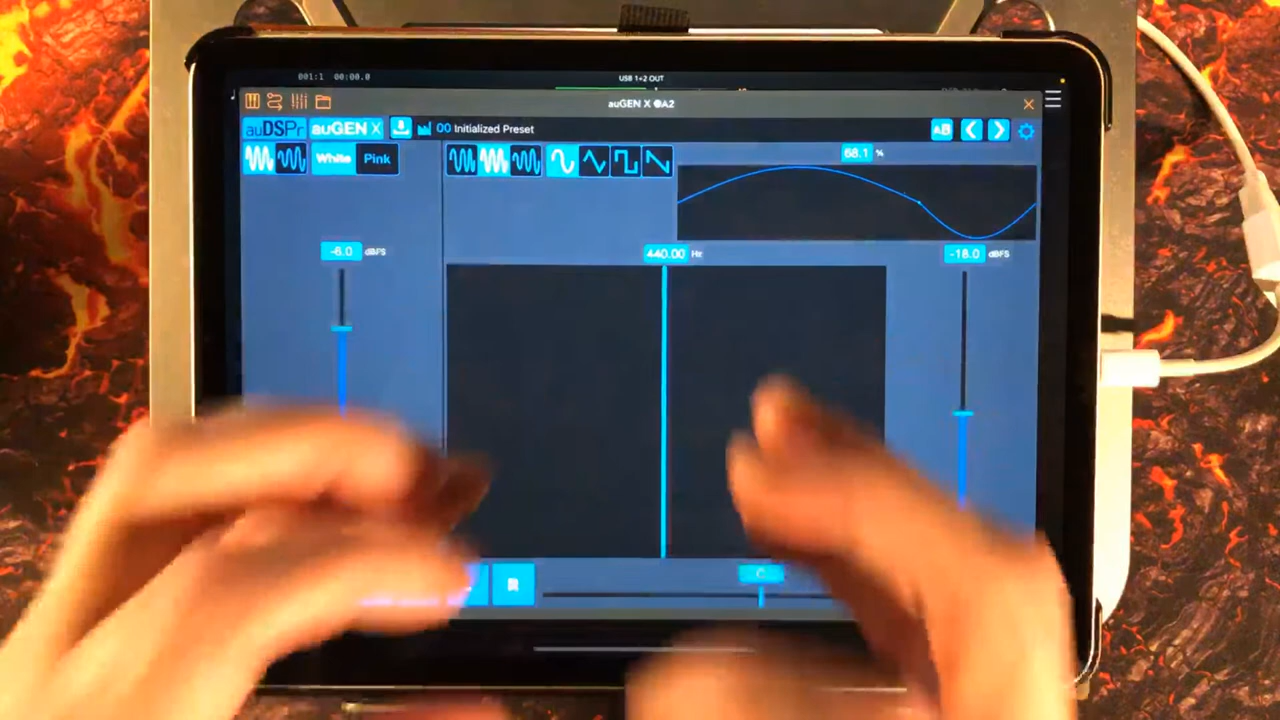 001:1 00:00.0
USB 1+2 OUT
auGEN X @A2
auDSPr auGEN X 00 Initialized Preset AB
White Pink 68.1 %
-6.0 dBFS 440.00 Hz -18.0 dBFS
R C